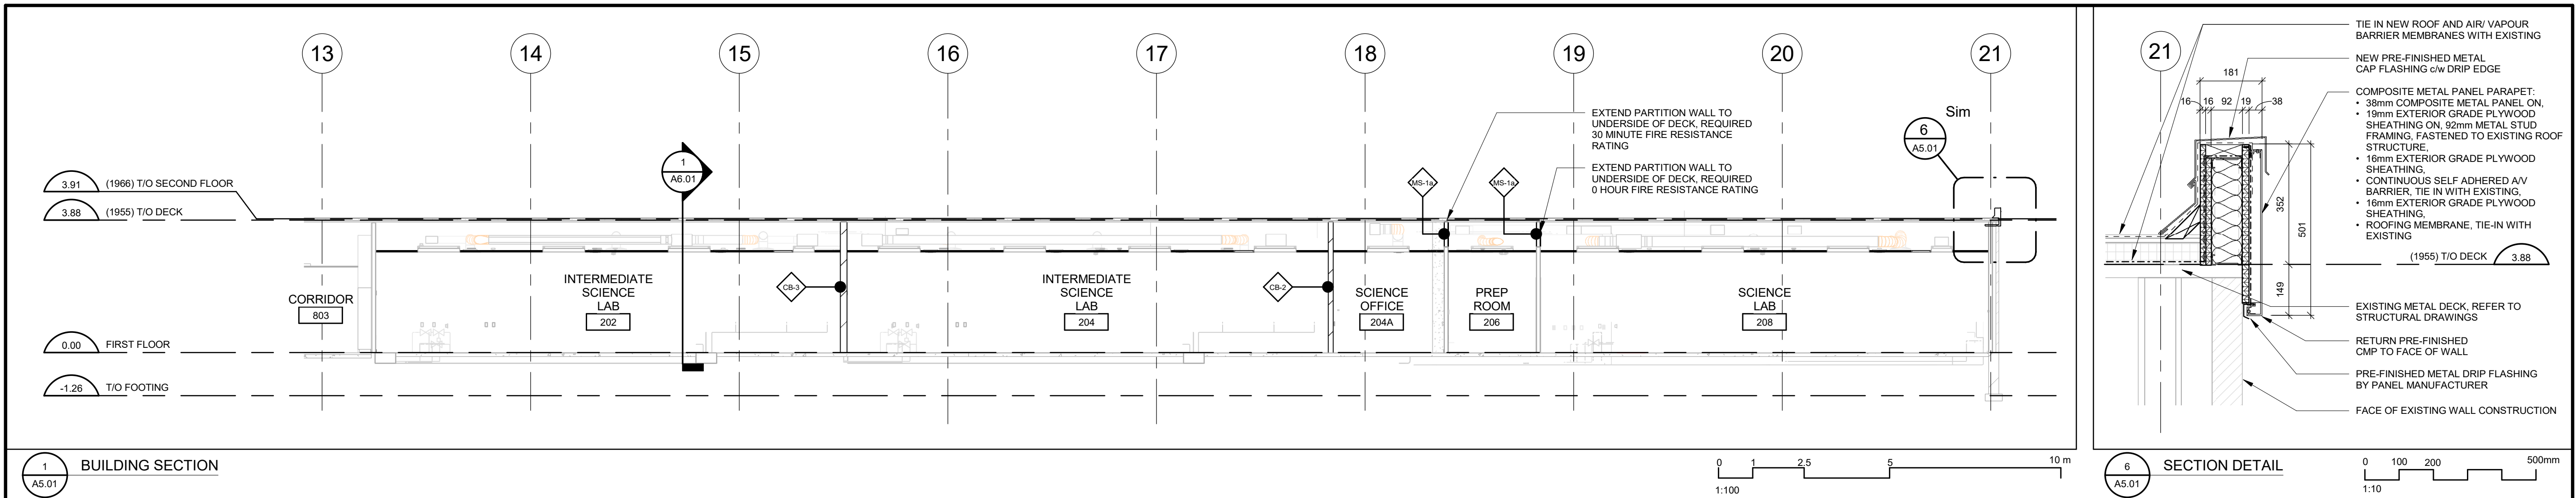 13
14
15
16
17
18
19
20
21
Sim
6
A5.01
1
A6.01
EXTEND PARTITION WALL TO
UNDERSIDE OF DECK, REQUIRED
30 MINUTE FIRE RESISTANCE
RATING
EXTEND PARTITION WALL TO
UNDERSIDE OF DECK, REQUIRED
0 HOUR FIRE RESISTANCE RATING
MS-1a
MS-1a
3.91 (1966) T/O SECOND FLOOR
3.88 (1955) T/O DECK
CORRIDOR
803
INTERMEDIATE
SCIENCE
LAB
202
CB-3
INTERMEDIATE
SCIENCE
LAB
204
CB-2
SCIENCE
OFFICE
204A
PREP
ROOM
206
SCIENCE
LAB
208
0.00 FIRST FLOOR
-1.26 T/O FOOTING
1
A5.01
BUILDING SECTION
0 1 2.5 5 10 m
1:100
21
181
16 16 92 19 38
352
501
149
TIE IN NEW ROOF AND AIR/ VAPOUR
BARRIER MEMBRANES WITH EXISTING
NEW PRE-FINISHED METAL
CAP FLASHING c/w DRIP EDGE
COMPOSITE METAL PANEL PARAPET:
• 38mm COMPOSITE METAL PANEL ON,
• 19mm EXTERIOR GRADE PLYWOOD
SHEATHING ON, 92mm METAL STUD
FRAMING, FASTENED TO EXISTING ROOF
STRUCTURE,
• 16mm EXTERIOR GRADE PLYWOOD
SHEATHING,
• CONTINUOUS SELF ADHERED A/V
BARRIER, TIE IN WITH EXISTING,
• 16mm EXTERIOR GRADE PLYWOOD
SHEATHING,
• ROOFING MEMBRANE, TIE-IN WITH
EXISTING
(1955) T/O DECK 3.88
EXISTING METAL DECK, REFER TO
STRUCTURAL DRAWINGS
RETURN PRE-FINISHED
CMP TO FACE OF WALL
PRE-FINISHED METAL DRIP FLASHING
BY PANEL MANUFACTURER
FACE OF EXISTING WALL CONSTRUCTION
6
A5.01
SECTION DETAIL
0 100 200 500mm
1:10